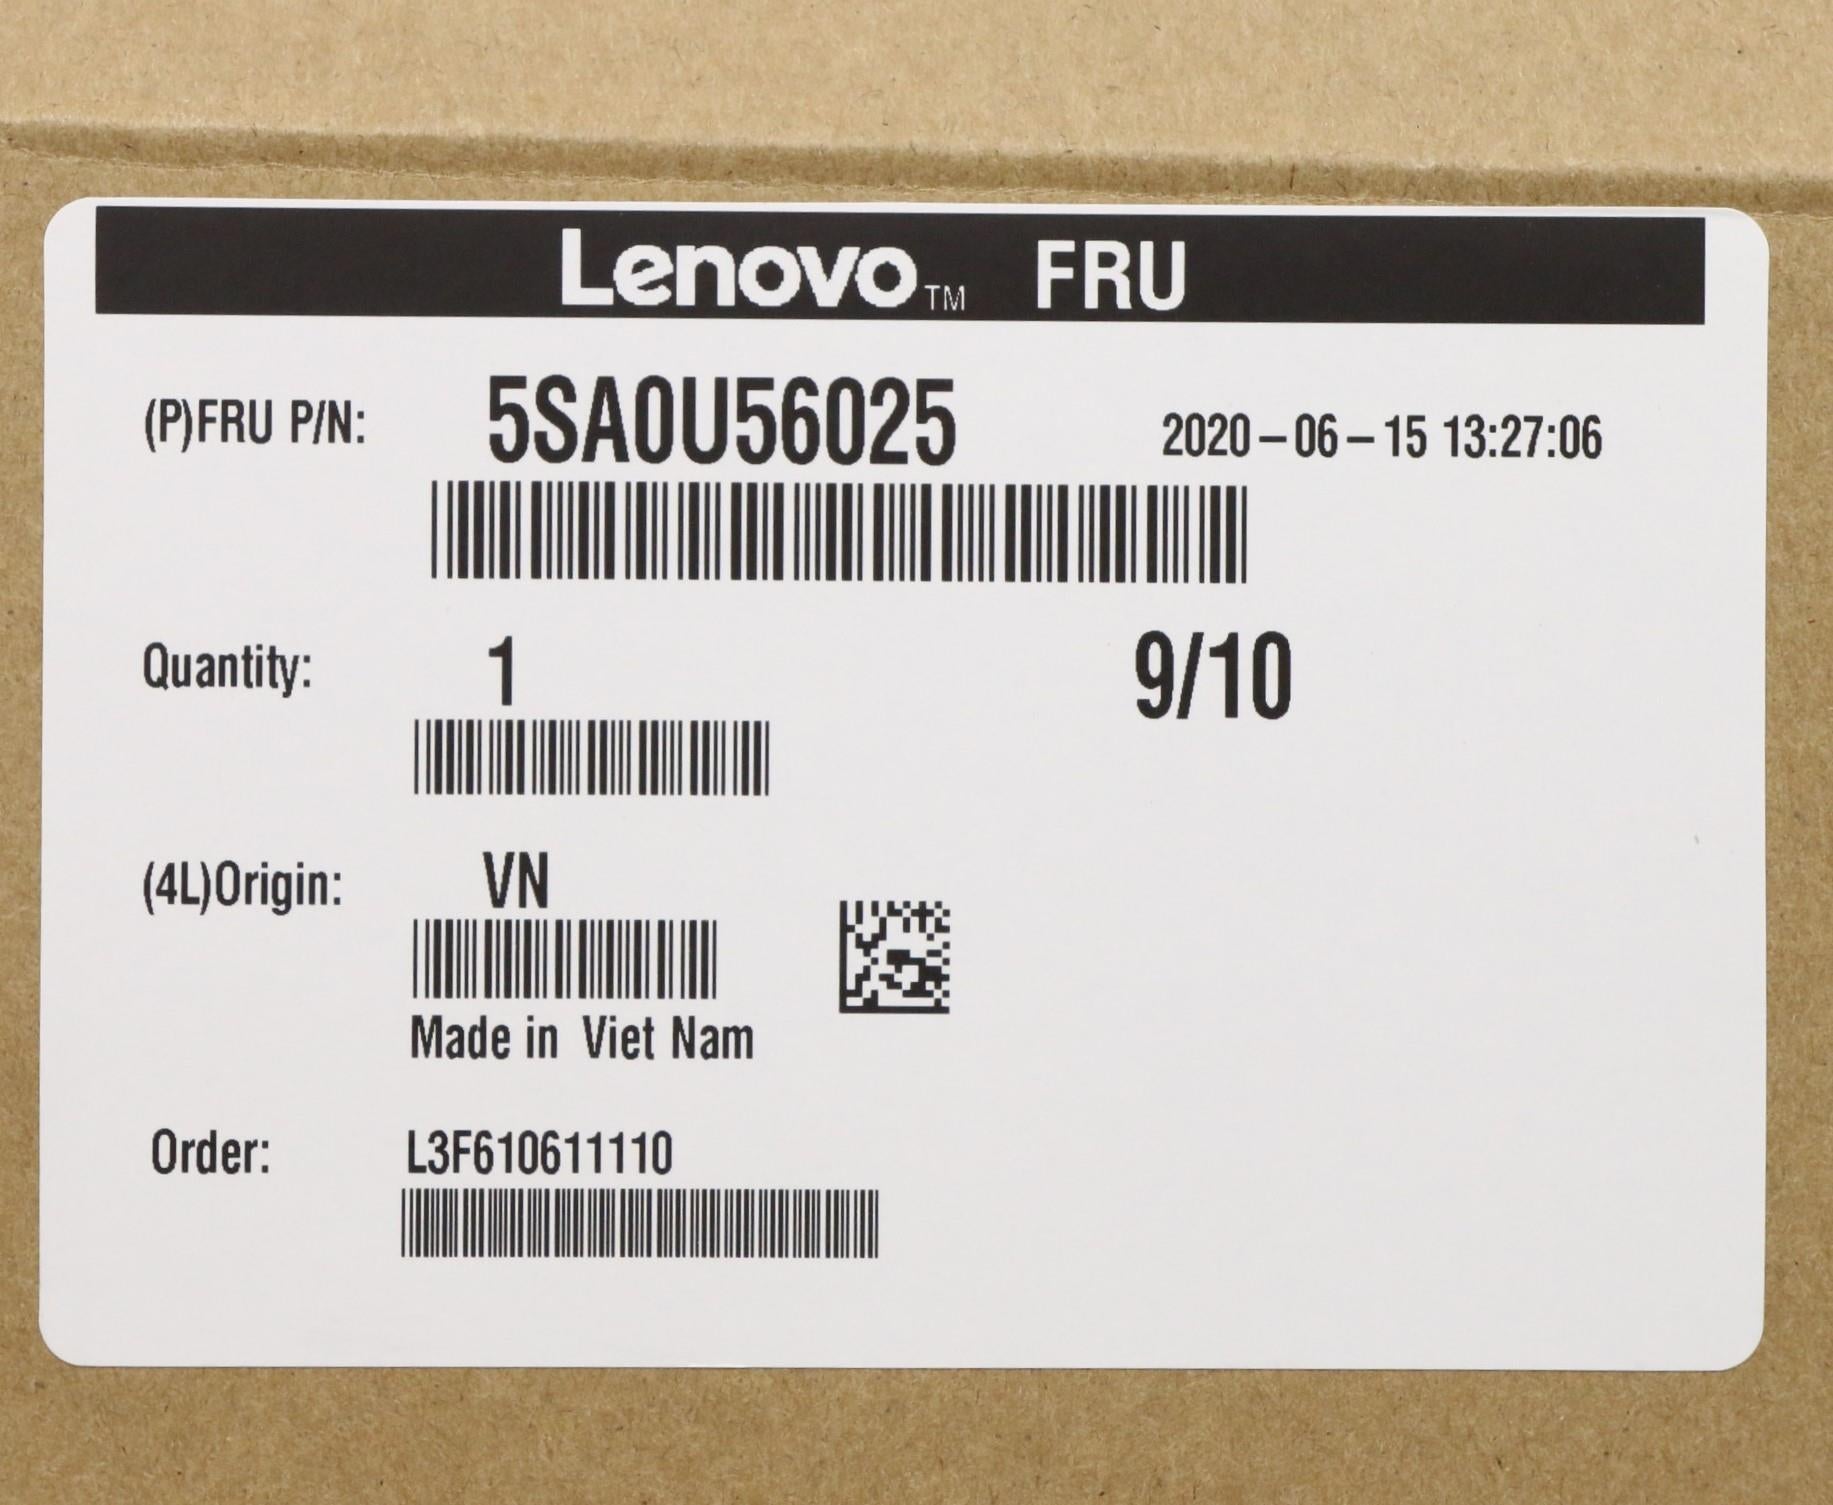 Lenovo™ FRU
(P)FRU P/N: 5SA0U56025 2020-06-15 13:27:06
Quantity: 1 9/10
(4L)Origin: VN
Made in Viet Nam
Order: L3F610611110